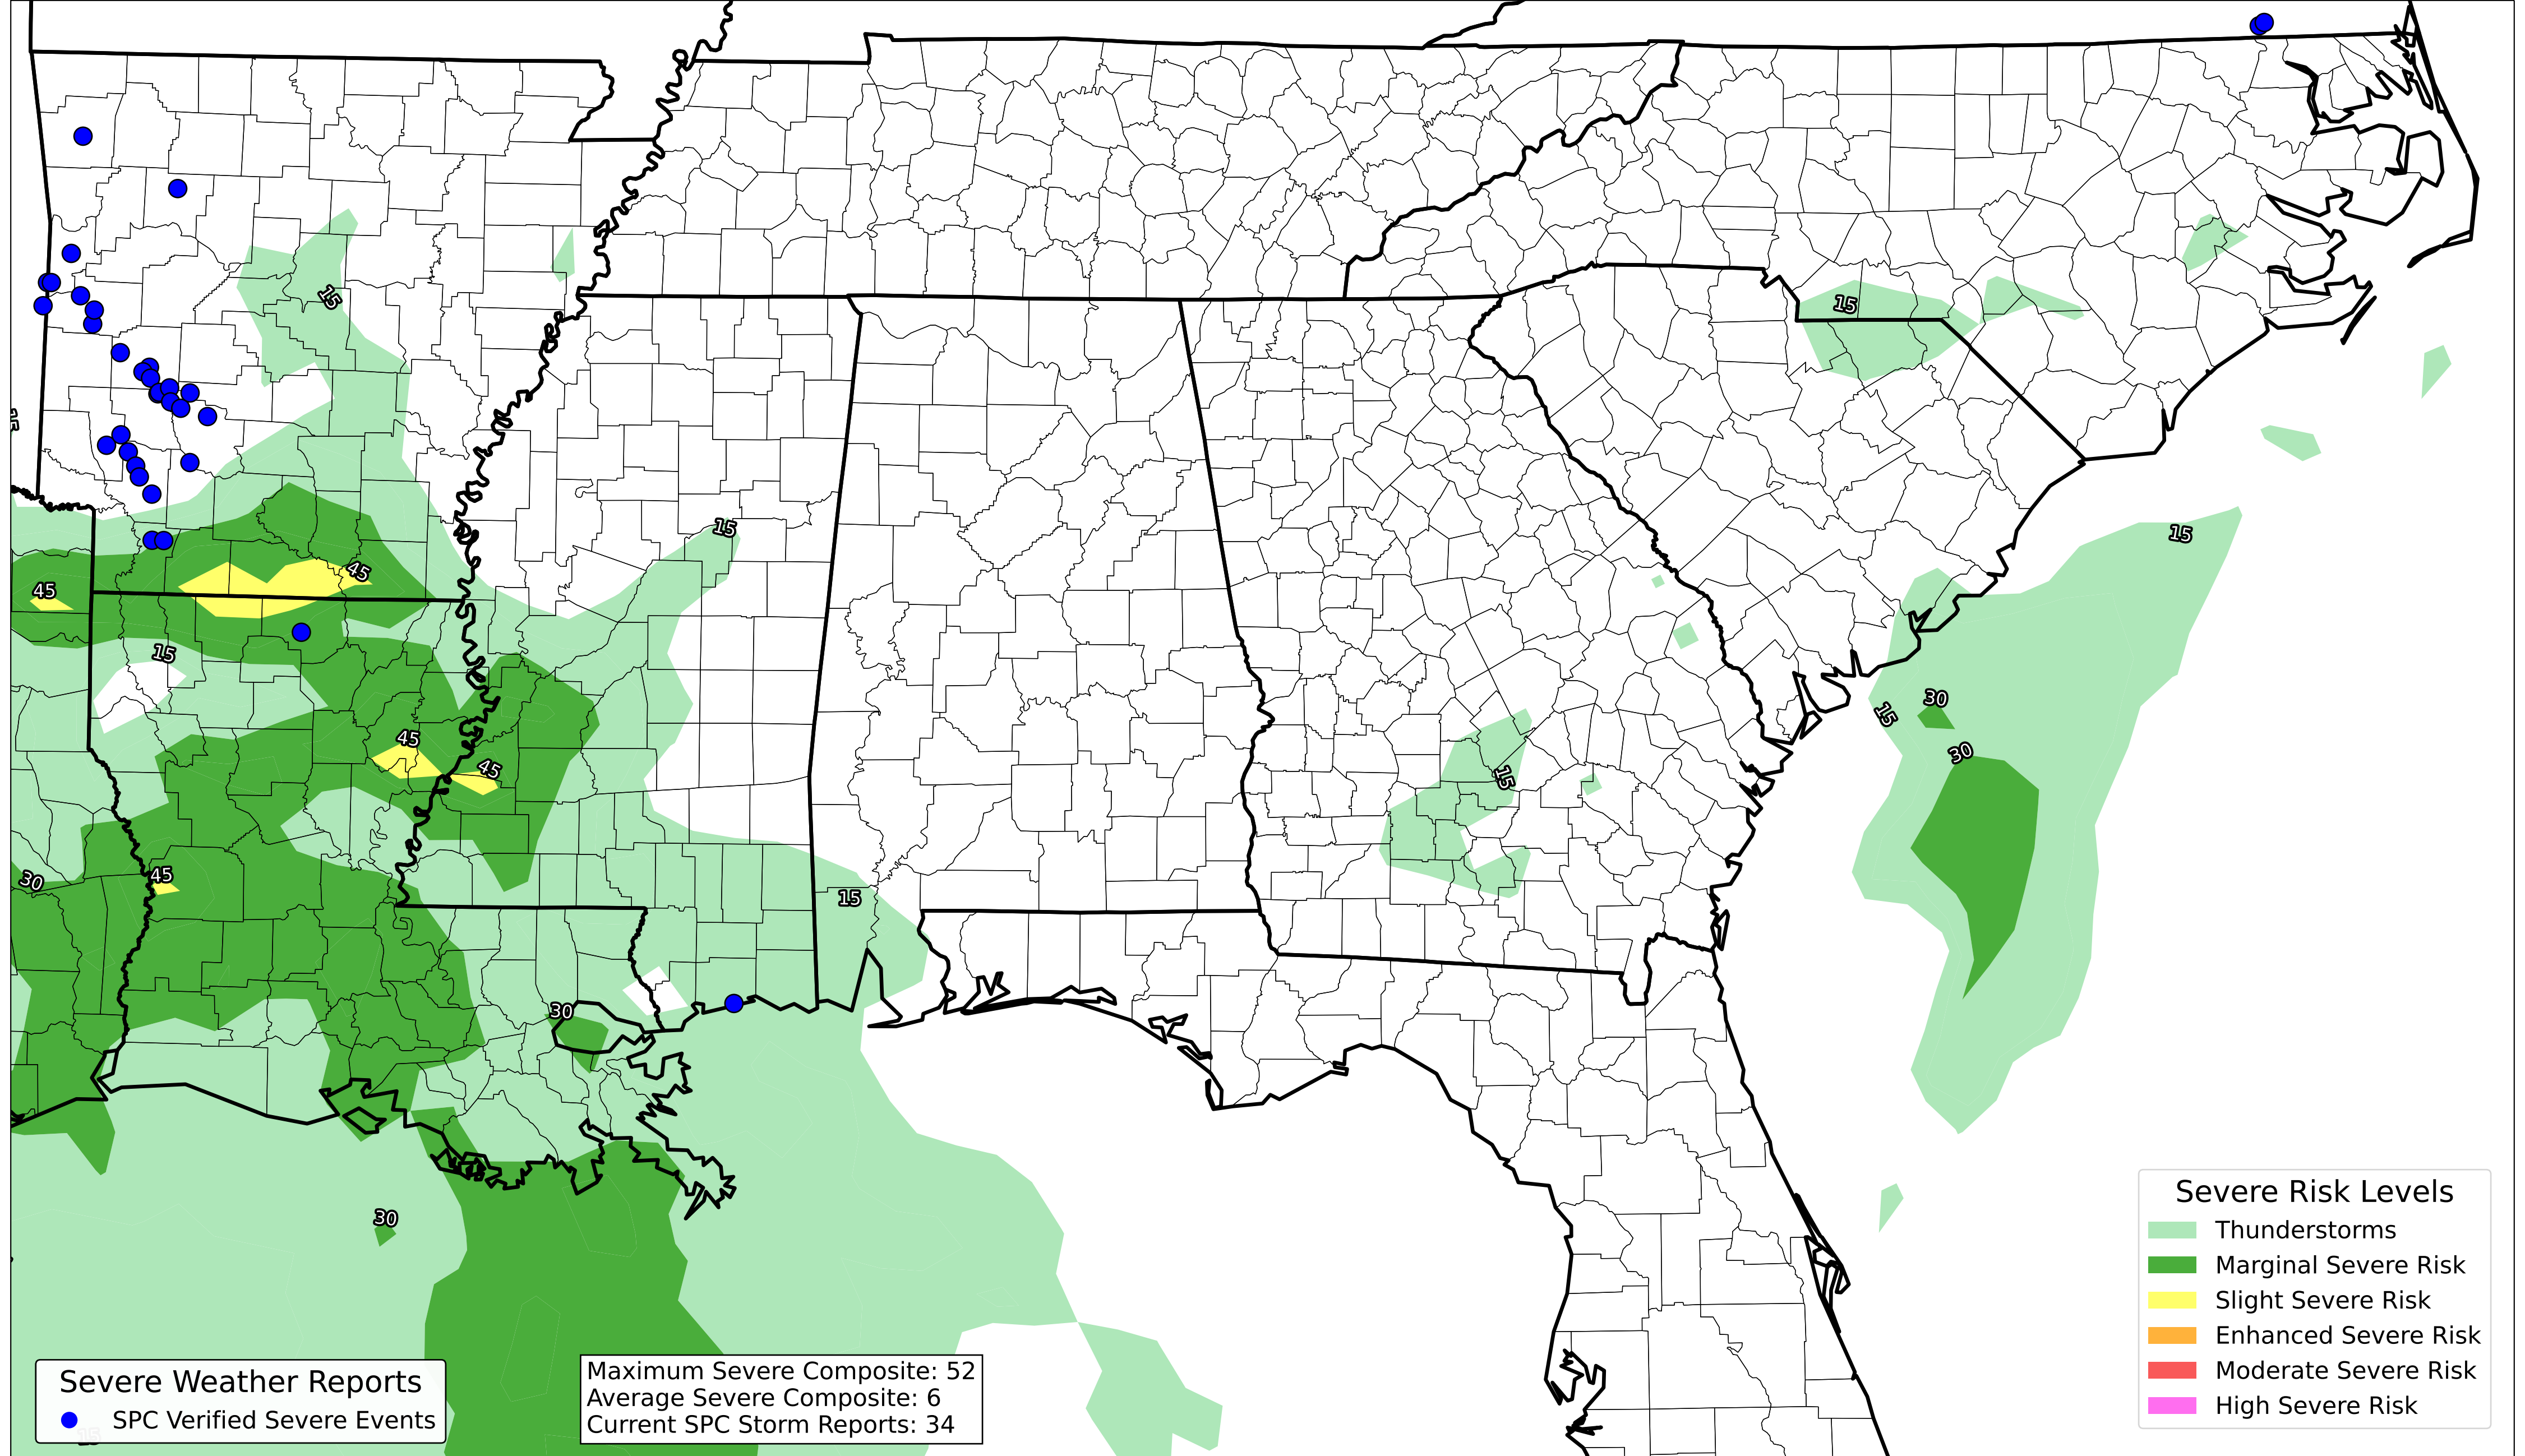 15
15
15
15
45
45
15
15
15
30
15
30
45
45
15
45
30
15
30
30
Severe Risk Levels
Thunderstorms
Marginal Severe Risk
Slight Severe Risk
Enhanced Severe Risk
Moderate Severe Risk
High Severe Risk
Severe Weather Reports
SPC Verified Severe Events
15
Maximum Severe Composite: 52
Average Severe Composite: 6
Current SPC Storm Reports: 34